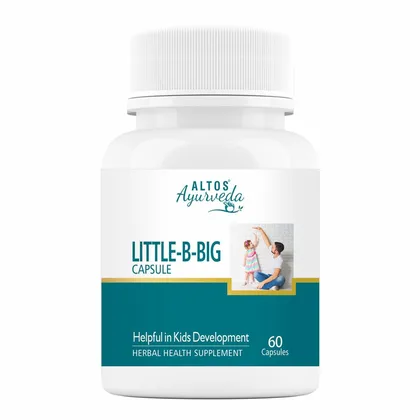 ALTOS®
Ayurveda
LITTLE-B-BIG
CAPSULE
Helpful in Kids Development
HERBAL HEALTH SUPPLEMENT
60
Capsules